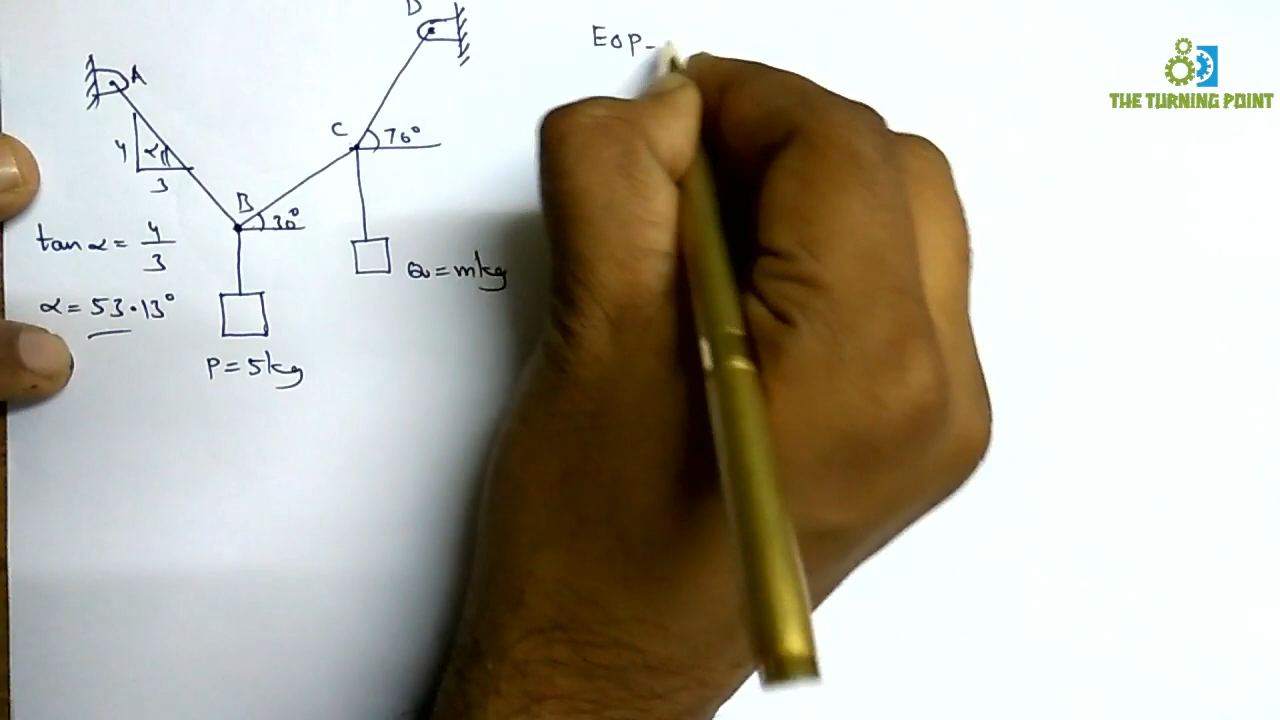 D
A
4
α
3
B
30°
C
70°
tan α = 4/3
α = 53.13°
P = 5kg
Q = mkg
EOP-
THE TURNING POINT